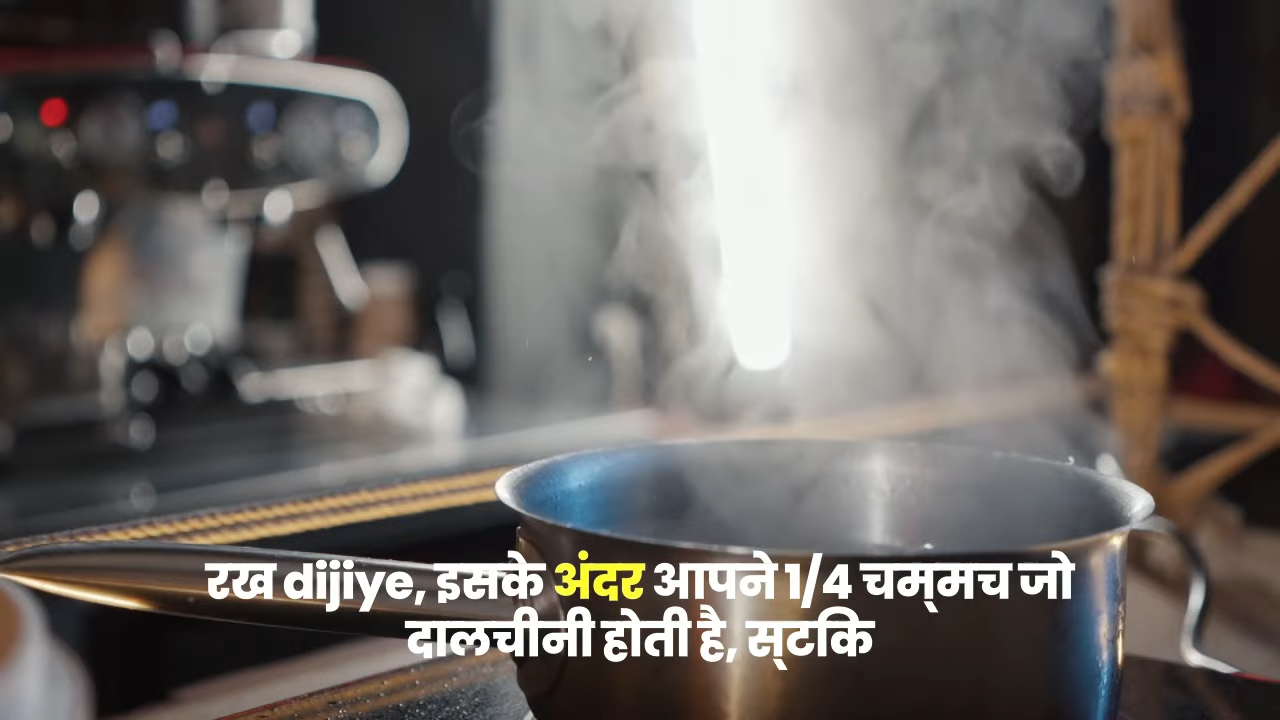 रख dijiye, इसके अंदर आपने 1/4 चम्‌मच जो
दालचीनी होती है, स्‌टिक